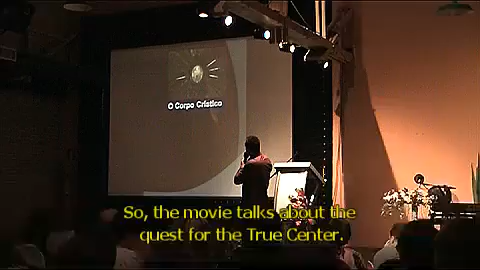 O Corpo Crístico
So, the movie talks about the
quest for the True Center.